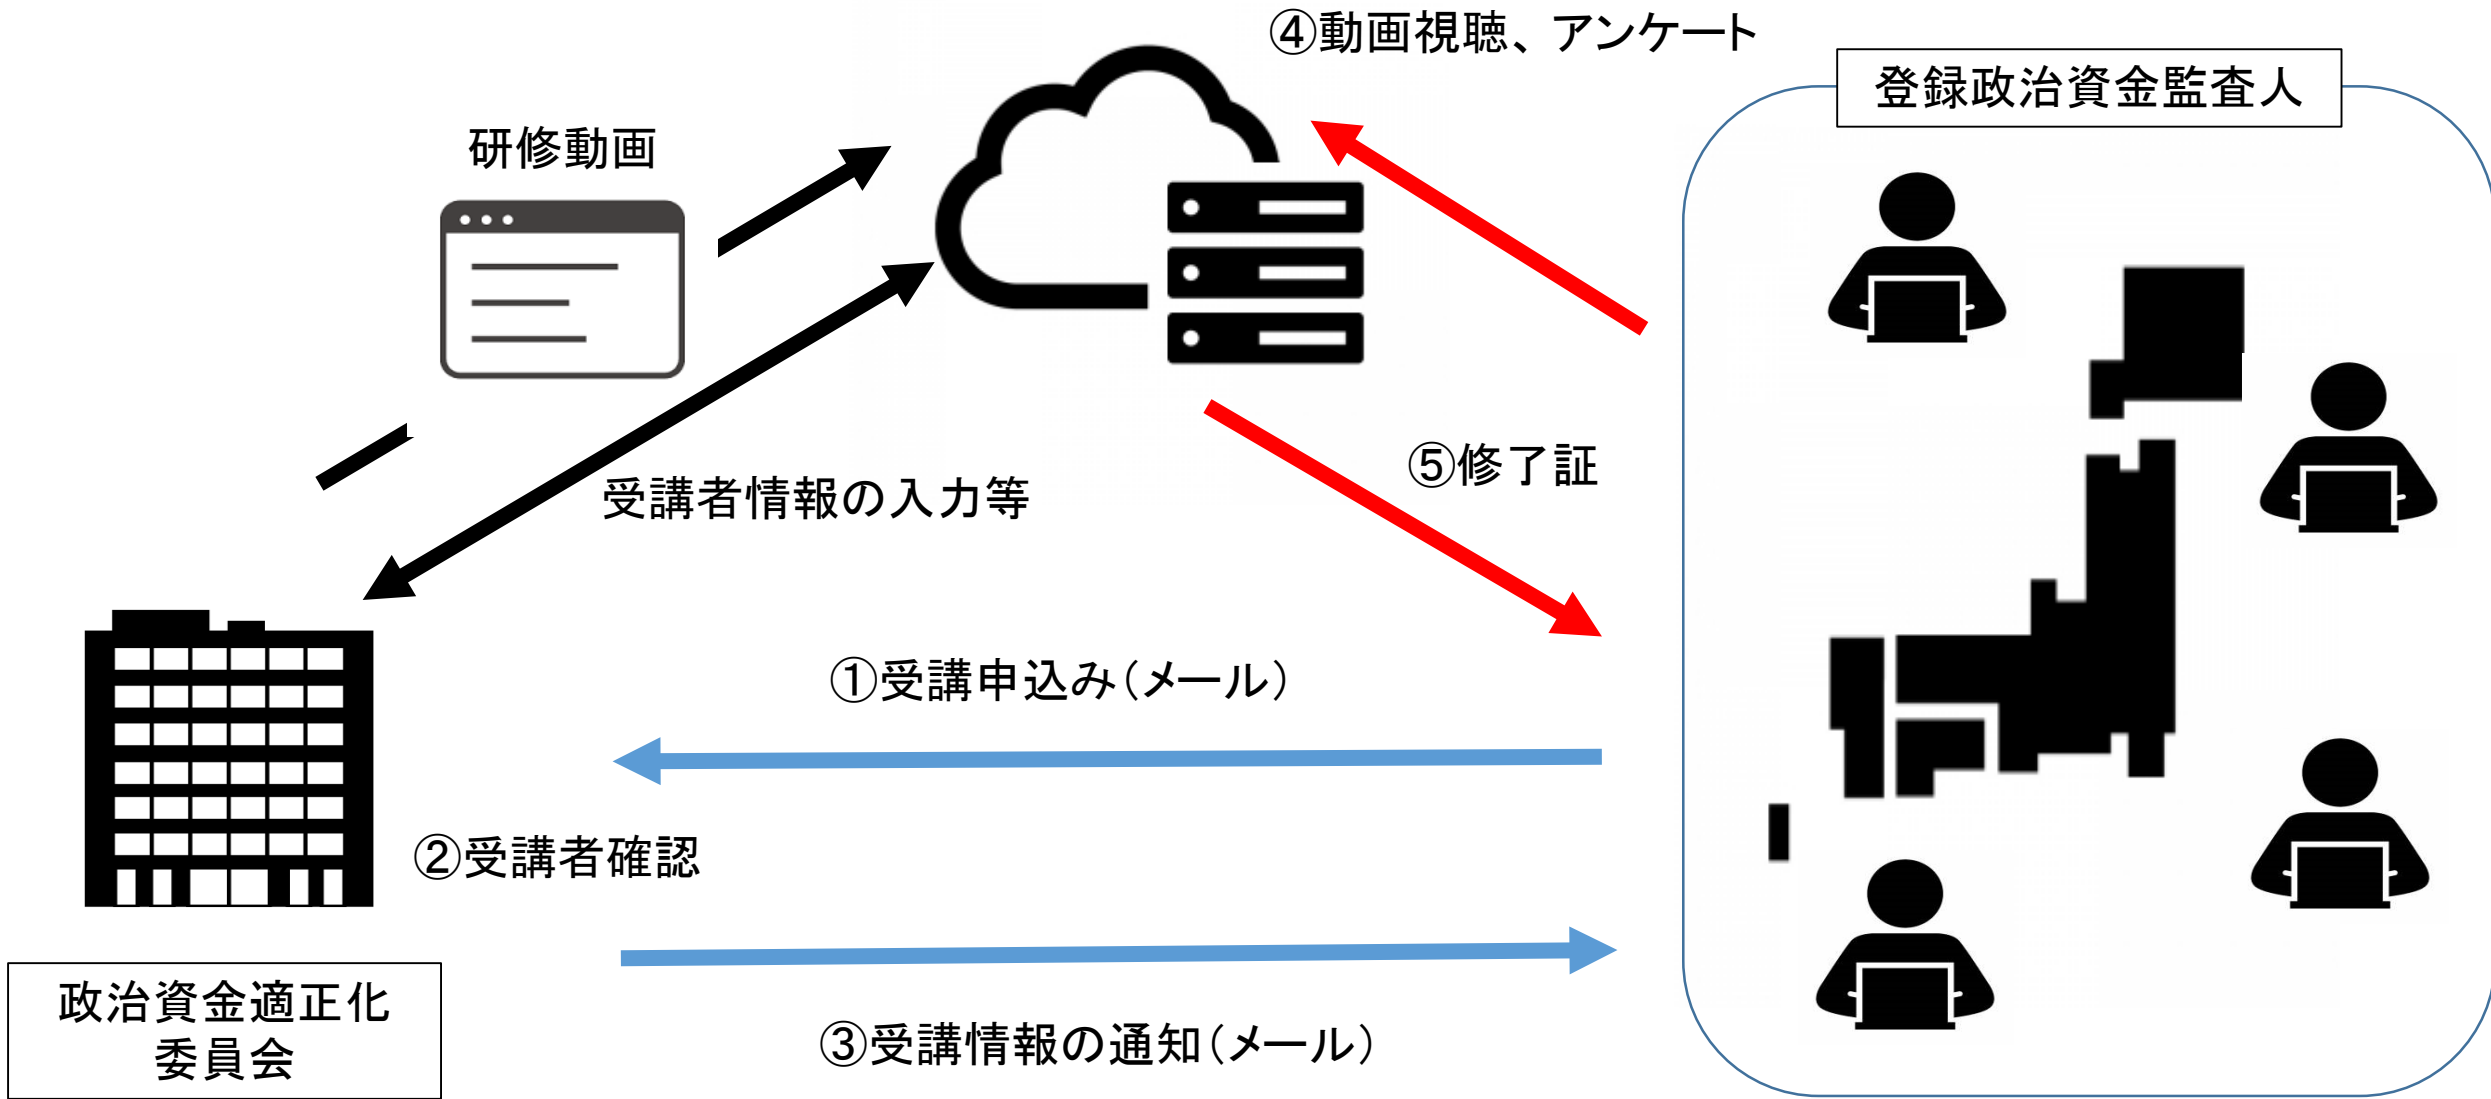 ④動画視聴、アンケート
登録政治資金監査人
研修動画
⑤修了証
受講者情報の入力等
①受講申込み（メール）
②受講者確認
政治資金適正化
委員会
③受講情報の通知（メール）